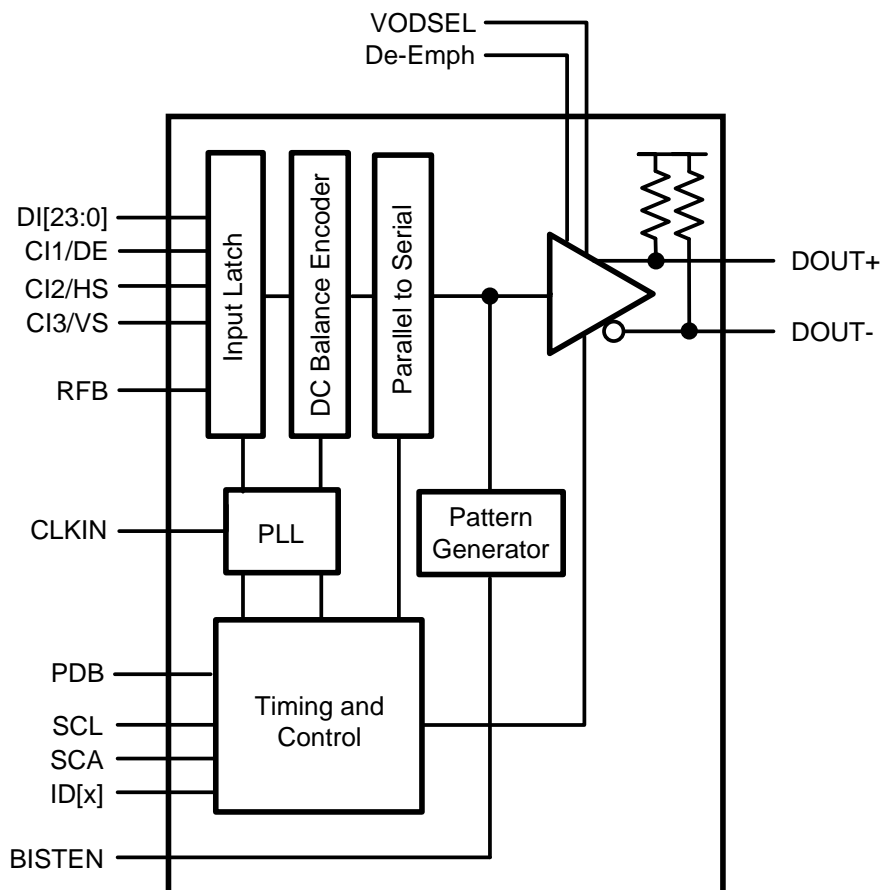 VODSEL
De-Emph
DI[23:0]
CI1/DE
CI2/HS
CI3/VS
RFB
Input Latch
DC Balance Encoder
Parallel to Serial
DOUT+
DOUT-
CLKIN
PLL
Pattern
Generator
PDB
SCL
SCA
ID[x]
Timing and
Control
BISTEN